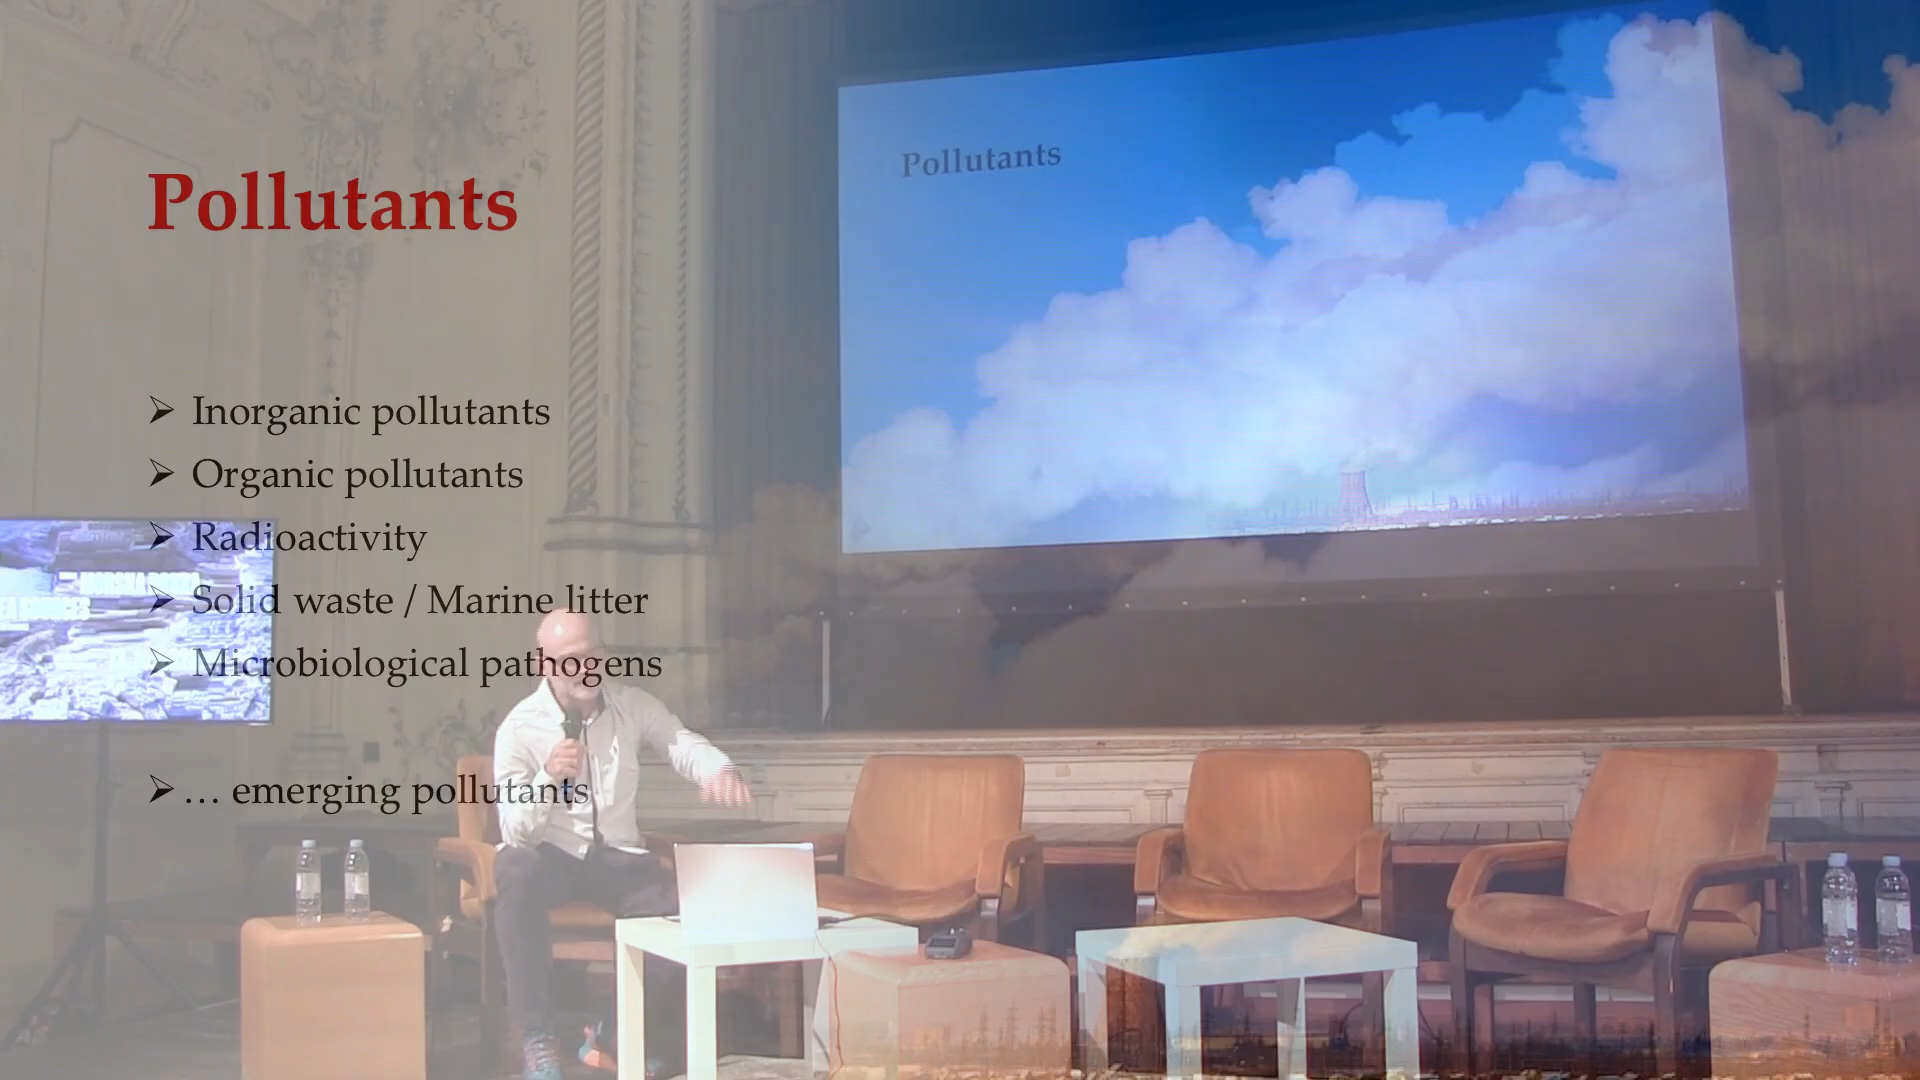 Pollutants
Pollutants
➢ Inorganic pollutants
➢ Organic pollutants
➢ Radioactivity
➢ Solid waste / Marine litter
➢ Microbiological pathogens
➢ … emerging pollutants